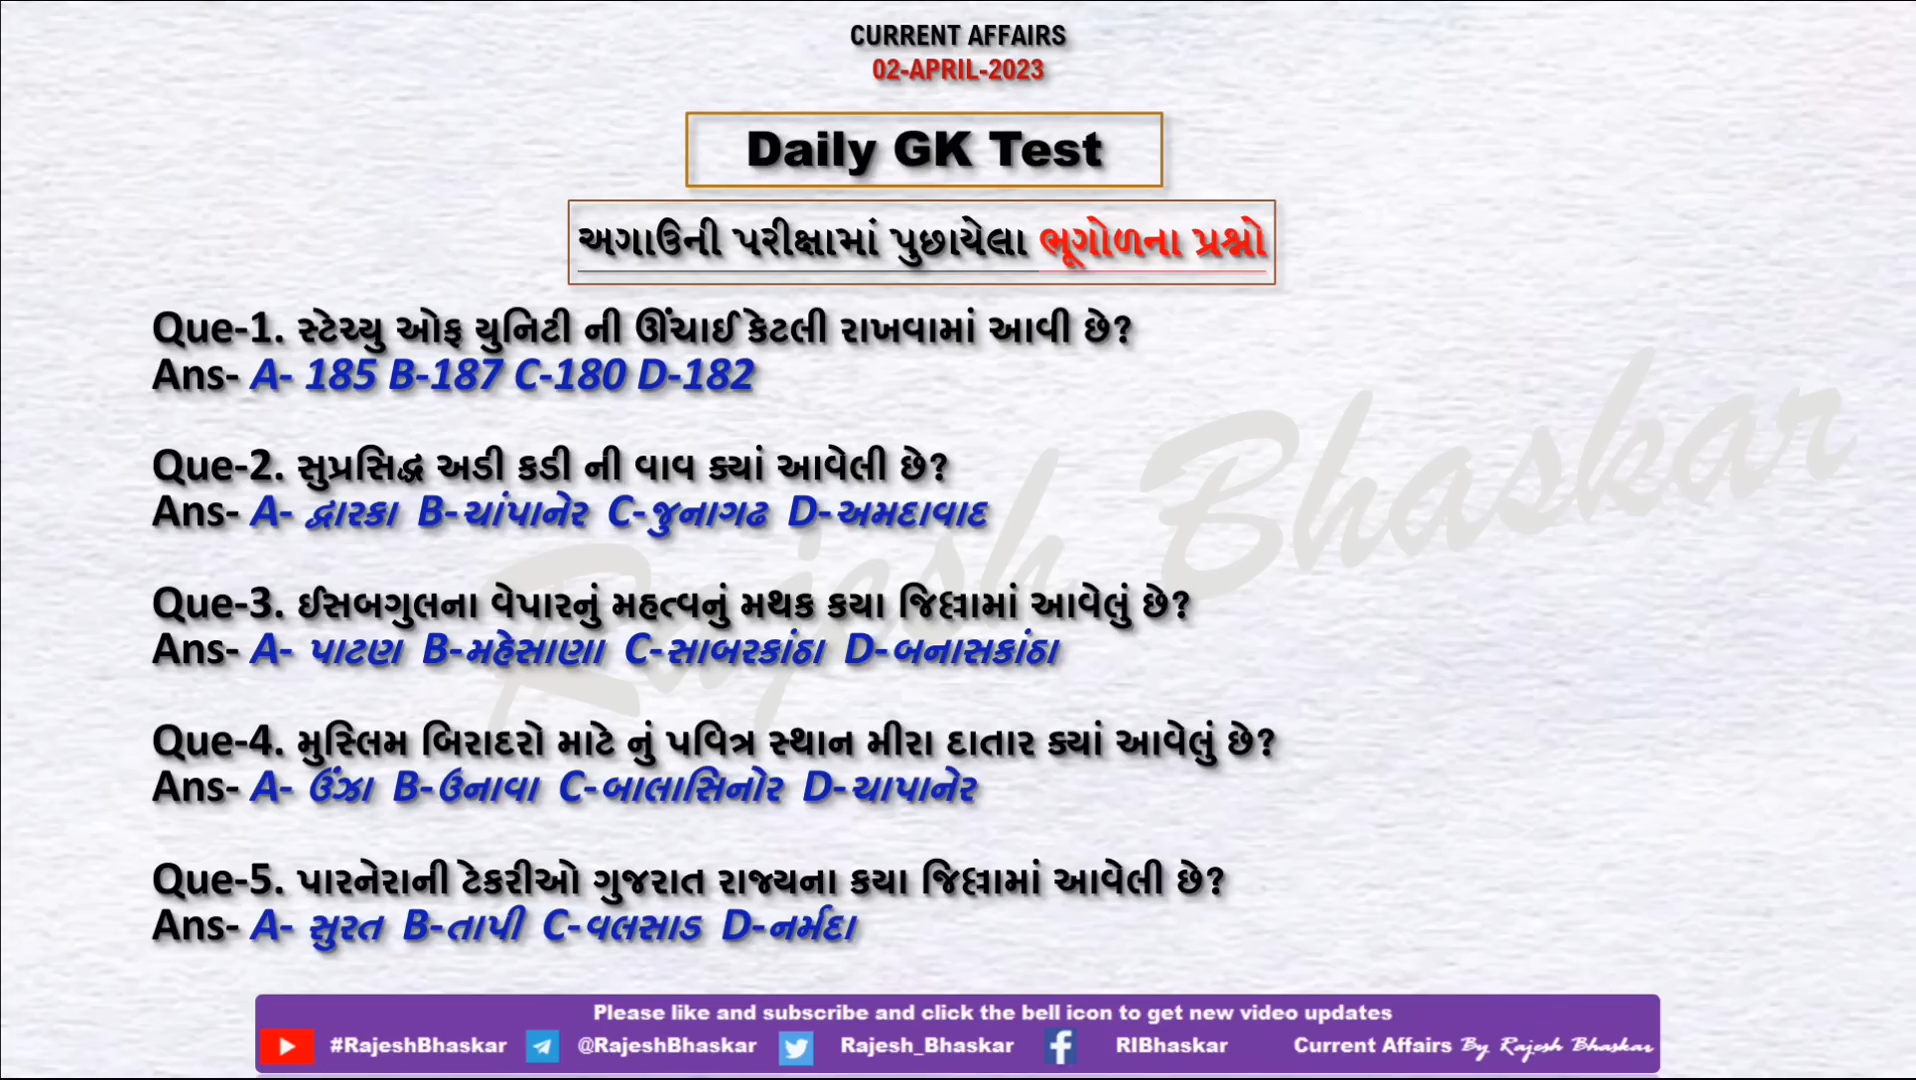 CURRENT AFFAIRS
02-APRIL-2023
Daily GK Test
અગાઉની પરીક્ષામાં પુછાયેલા ભૂગોળના પ્રશ્નો
Que-1. સ્ટેચ્યુ ઓફ યુનિટી ની ઊંચાઈ કેટલી રાખવામાં આવી છે?
Ans- A- 185 B-187 C-180 D-182
Que-2. સુપ્રસિદ્ધ અડી કડી ની વાવ ક્યાં આવેલી છે?
Ans- A- દ્વારકા B-ચાંપાનેર C-જુનાગઢ D-અમદાવાદ
Que-3. ઈસબગુલના વેપારનું મહત્વનું મથક કયા જિલ્લામાં આવેલું છે?
Ans- A- પાટણ B-મહેસાણા C-સાબરકાંઠા D-બનાસકાંઠા
Que-4. મુસ્લિમ બિરાદરો માટે નું પવિત્ર સ્થાન મીરા દાતાર ક્યાં આવેલું છે?
Ans- A- ઉંઝા B-ઉનાવા C-બાલાસિનોર D-ચાપાનેર
Que-5. પારનેરાની ટેકરીઓ ગુજરાત રાજ્યના કયા જિલ્લામાં આવેલી છે?
Ans- A- સુરત B-તાપી C-વલસાડ D-નર્મદા
Rajesh Bhaskar
Please like and subscribe and click the bell icon to get new video updates
#RajeshBhaskar @RajeshBhaskar Rajesh_Bhaskar RIBhaskar Current Affairs By Rajesh Bhaskar